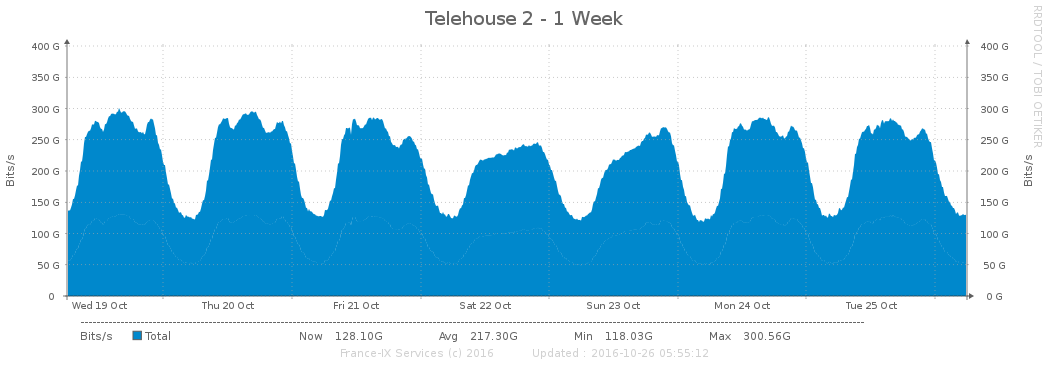 Telehouse 2 - 1 Week
RRDTOOL / TOBI OETIKER
Bits/s
400 G
350 G
300 G
250 G
200 G
150 G
100 G
50 G
0
400 G
350 G
300 G
250 G
200 G
150 G
100 G
50 G
0 G
Bits/s
Wed 19 Oct Thu 20 Oct Fri 21 Oct Sat 22 Oct Sun 23 Oct Mon 24 Oct Tue 25 Oct
Bits/s Total Now 128.10G Avg 217.30G Min 118.03G Max 300.56G
France-IX Services (c) 2016 Updated : 2016-10-26 05:55:12